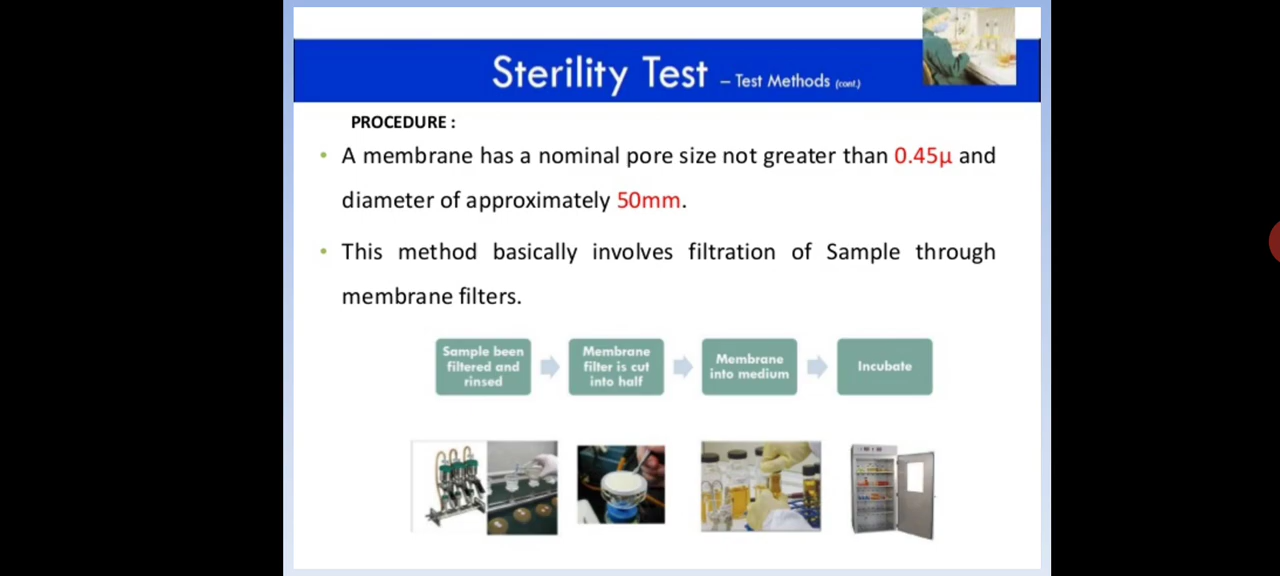 Sterility Test – Test Methods (cont.)
PROCEDURE :
• A membrane has a nominal pore size not greater than 0.45µ and
diameter of approximately 50mm.
• This method basically involves filtration of Sample through
membrane filters.
Sample been
filtered and
rinsed
Membrane
filter is cut
into half
Membrane
into medium
Incubate